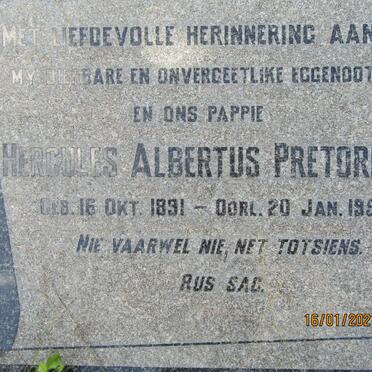 MET LIEFDEVOLLE HERINNERING AAN
MY DIERBARE EN ONVERGEETLIKE EGGENOOT
EN ONS PAPPIE
HERCULES ALBERTUS PRETOR
GEB. 16 OKT. 1891 – OORL. 20 JAN. 19
NIE VAARWEL NIE, NET TOTSIENS.
RUS SAG.
16/01/202